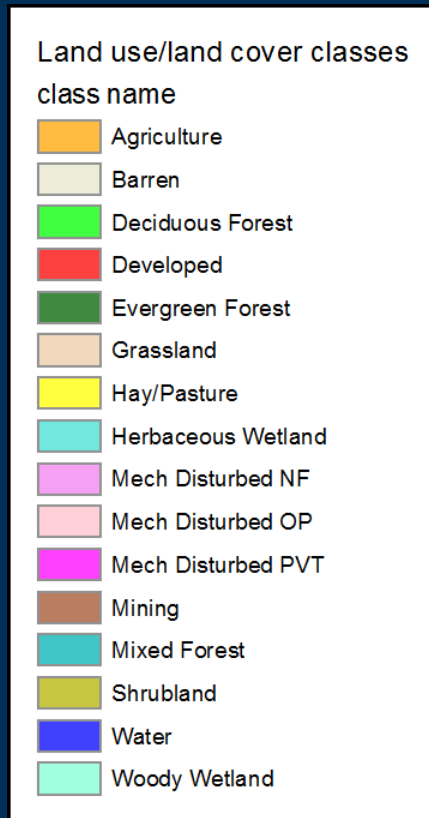 Land use/land cover classes
class name
Agriculture
Barren
Deciduous Forest
Developed
Evergreen Forest
Grassland
Hay/Pasture
Herbaceous Wetland
Mech Disturbed NF
Mech Disturbed OP
Mech Disturbed PVT
Mining
Mixed Forest
Shrubland
Water
Woody Wetland